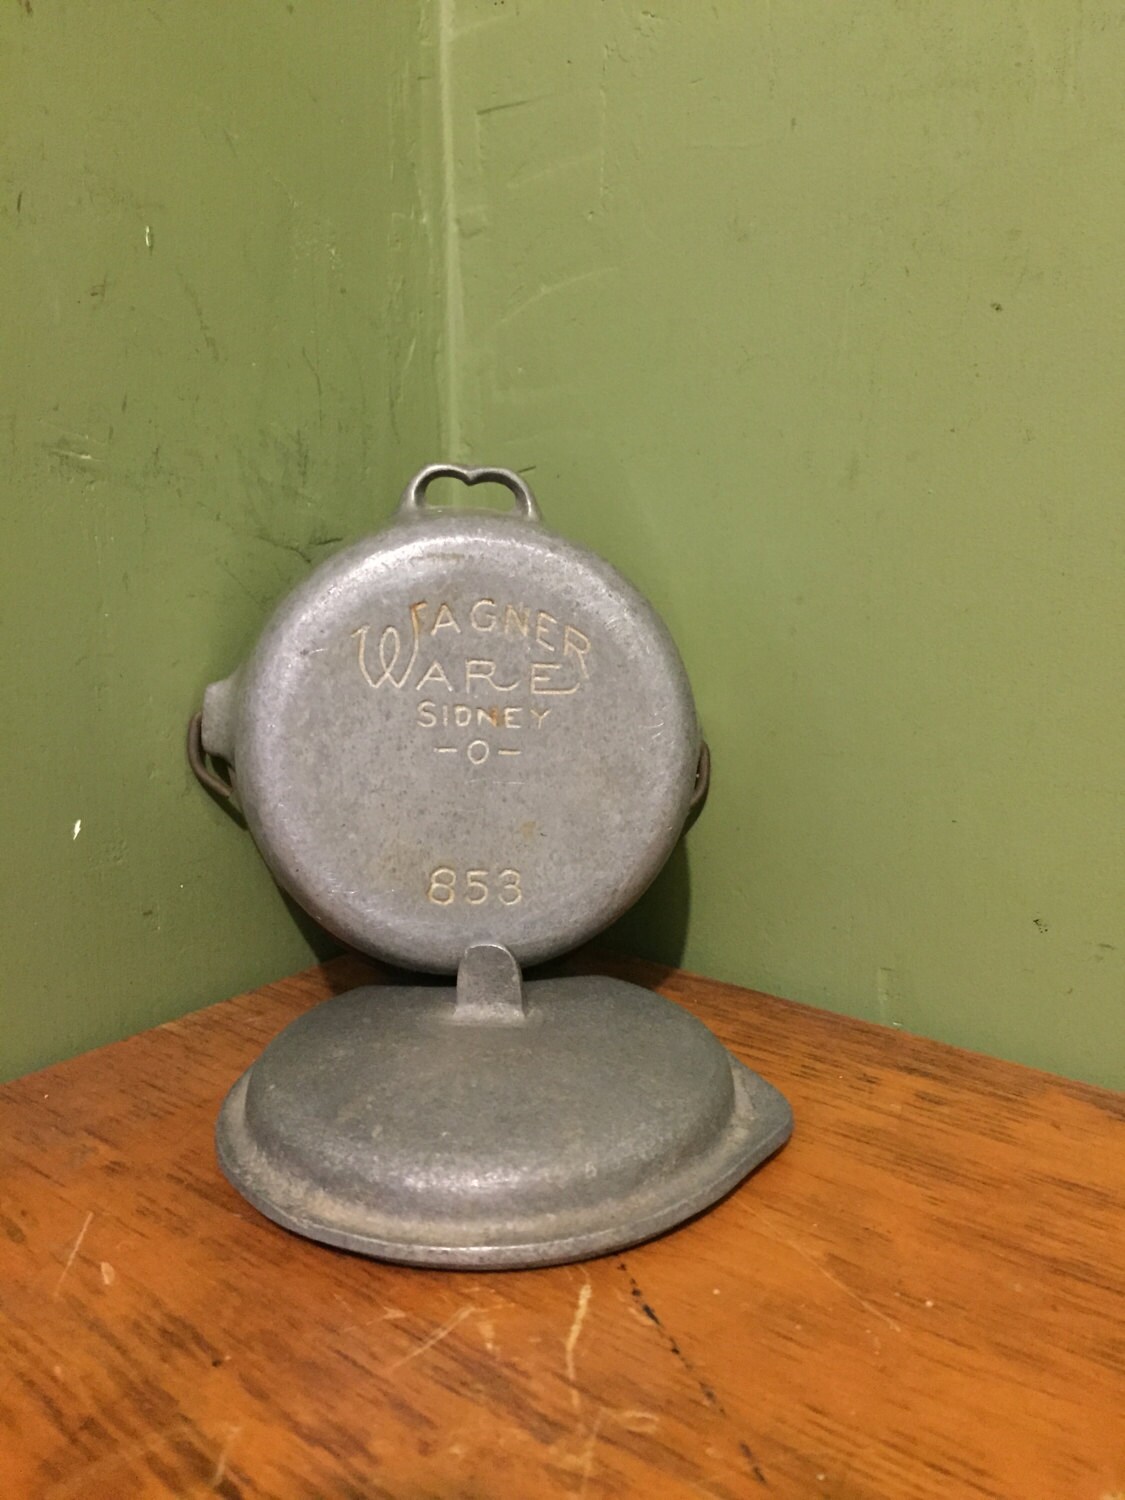 WAGNER
WARE
SIDNEY
-O-
853